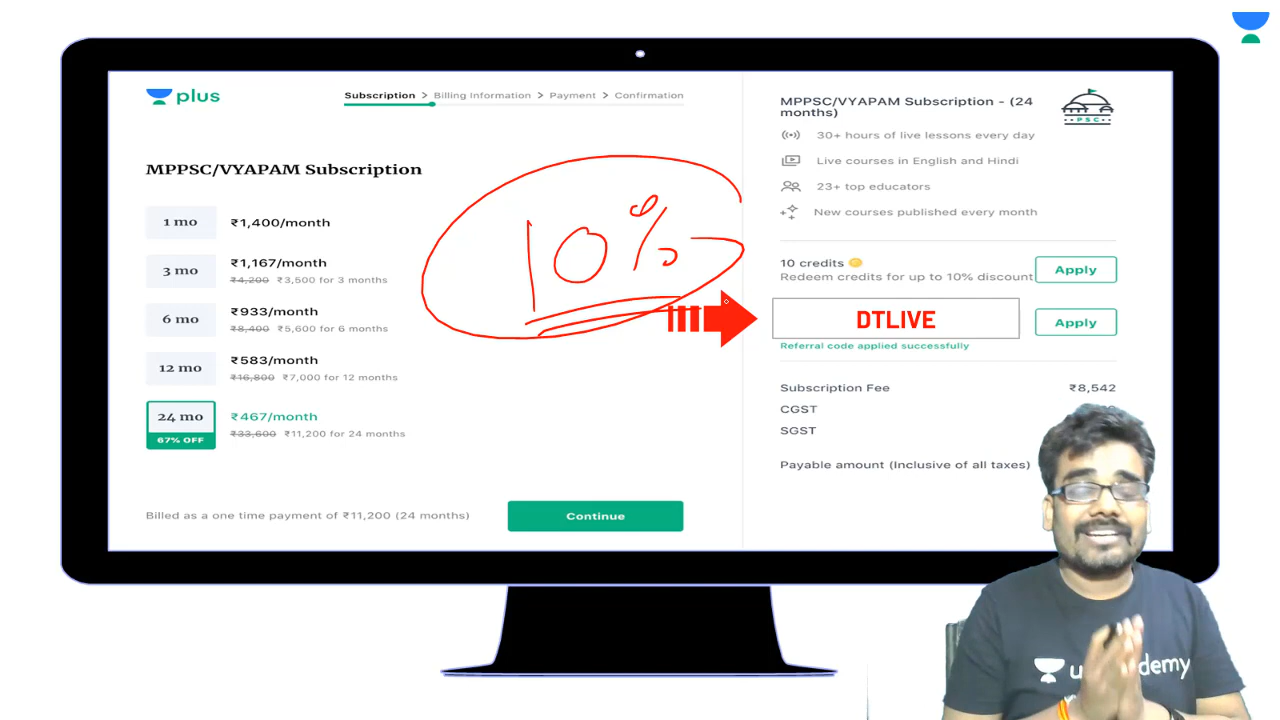 plus
Subscription > Billing Information > Payment > Confirmation
MPPSC/VYAPAM Subscription
1 mo ₹1,400/month
3 mo ₹1,167/month
₹4,200 ₹3,500 for 3 months
6 mo ₹933/month
₹8,400 ₹5,600 for 6 months
12 mo ₹583/month
₹16,800 ₹7,000 for 12 months
24 mo ₹467/month
67% OFF ₹33,600 ₹11,200 for 24 months
Billed as a one time payment of ₹11,200 (24 months)
Continue
10%
MPPSC/VYAPAM Subscription - (24
months)
PSC
30+ hours of live lessons every day
Live courses in English and Hindi
23+ top educators
New courses published every month
10 credits
Redeem credits for up to 10% discount
Apply
DTLIVE
Apply
Referral code applied successfully
Subscription Fee ₹8,542
CGST
SGST
Payable amount (Inclusive of all taxes)